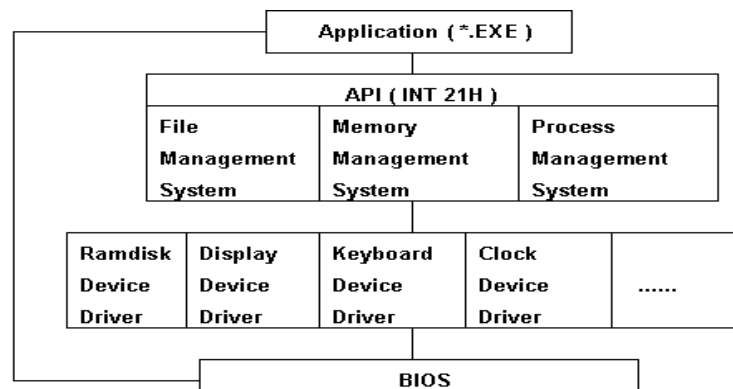 Application ( *.EXE )
API ( INT 21H )
File
Management
System
Memory
Management
System
Process
Management
System
Ramdisk
Device
Driver
Display
Device
Driver
Keyboard
Device
Driver
Clock
Device
Driver
......
BIOS